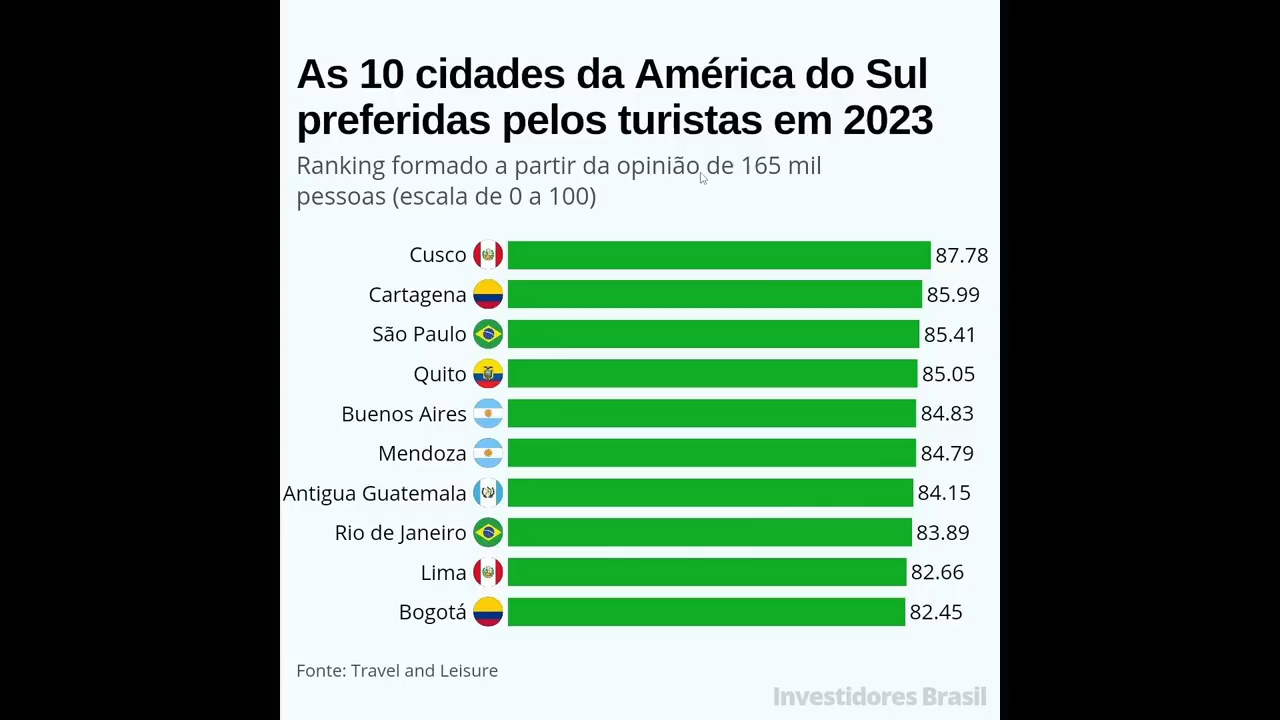 As 10 cidades da América do Sul
preferidas pelos turistas em 2023
Ranking formado a partir da opinião de 165 mil
pessoas (escala de 0 a 100)
Cusco 87.78
Cartagena 85.99
São Paulo 85.41
Quito 85.05
Buenos Aires 84.83
Mendoza 84.79
Antigua Guatemala 84.15
Rio de Janeiro 83.89
Lima 82.66
Bogotá 82.45
Fonte: Travel and Leisure
Investidores Brasil